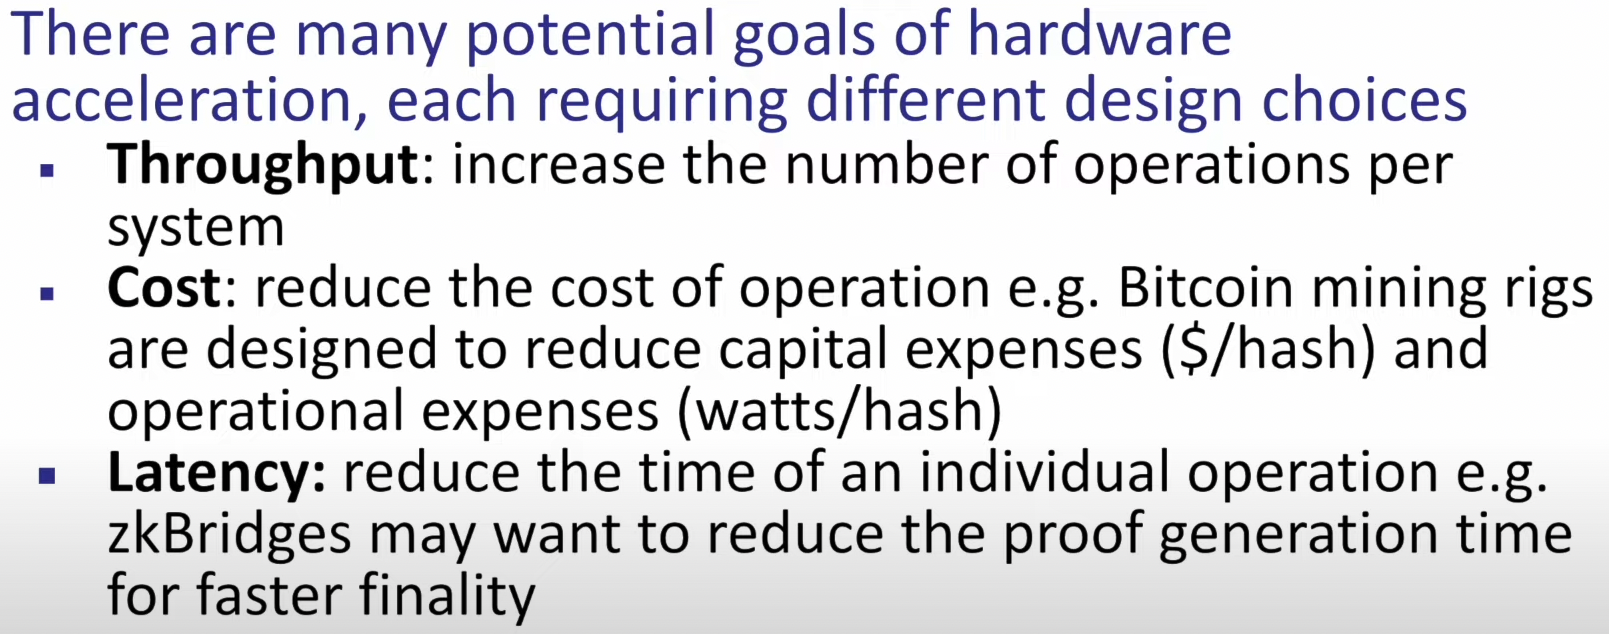 There are many potential goals of hardware
acceleration, each requiring different design choices
▪ Throughput: increase the number of operations per
system
▪ Cost: reduce the cost of operation e.g. Bitcoin mining rigs
are designed to reduce capital expenses ($/hash) and
operational expenses (watts/hash)
▪ Latency: reduce the time of an individual operation e.g.
zkBridges may want to reduce the proof generation time
for faster finality